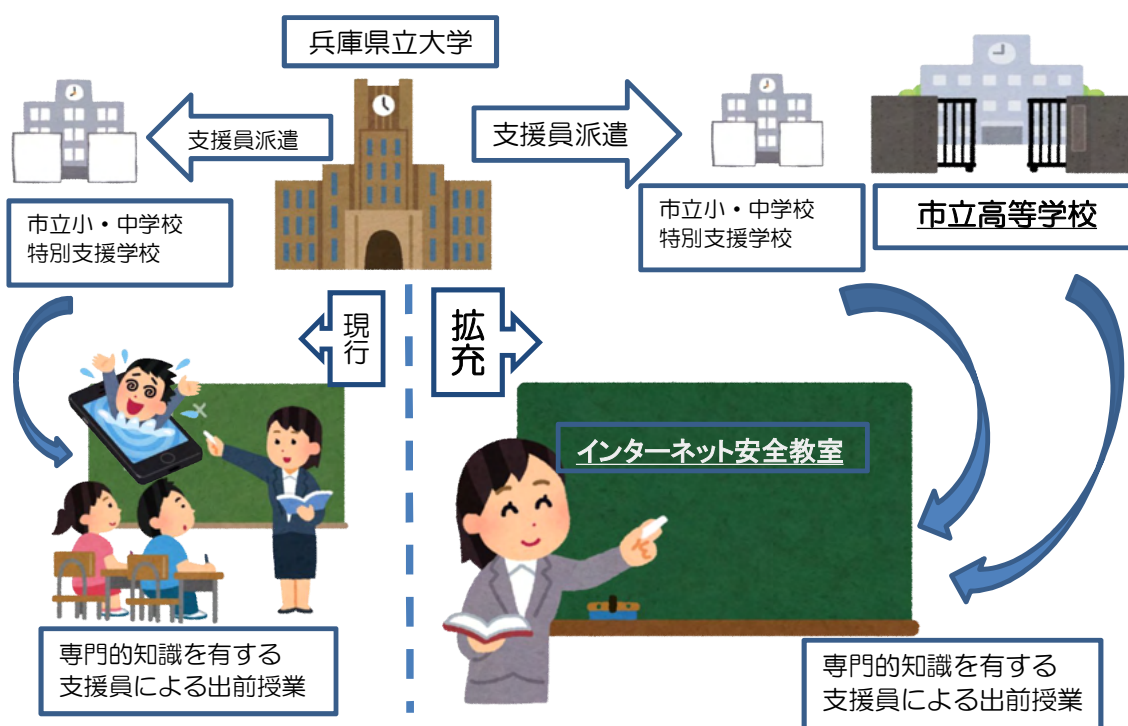 兵庫県立大学
支援員派遣
支援員派遣
市立小・中学校
特別支援学校
市立小・中学校
特別支援学校
市立高等学校
現行
拡充
インターネット安全教室
専門的知識を有する
支援員による出前授業
専門的知識を有する
支援員による出前授業